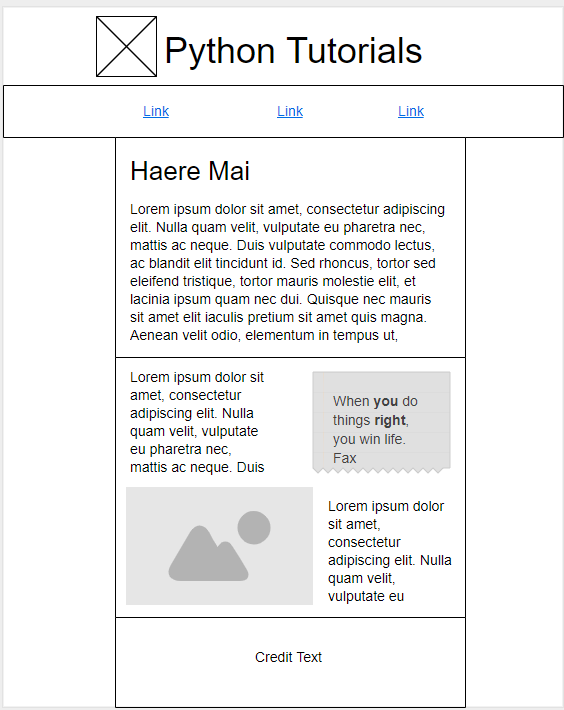 Python Tutorials
Link Link Link
Haere Mai
Lorem ipsum dolor sit amet, consectetur adipiscing
elit. Nulla quam velit, vulputate eu pharetra nec,
mattis ac neque. Duis vulputate commodo lectus,
ac blandit elit tincidunt id. Sed rhoncus, tortor sed
eleifend tristique, tortor mauris molestie elit, et
lacinia ipsum quam nec dui. Quisque nec mauris
sit amet elit iaculis pretium sit amet quis magna.
Aenean velit odio, elementum in tempus ut,
Lorem ipsum dolor sit
amet, consectetur
adipiscing elit. Nulla
quam velit, vulputate
eu pharetra nec,
mattis ac neque. Duis
When you do
things right,
you win life.
Fax
Lorem ipsum dolor
sit amet,
consectetur
adipiscing elit. Nulla
quam velit,
vulputate eu
Credit Text